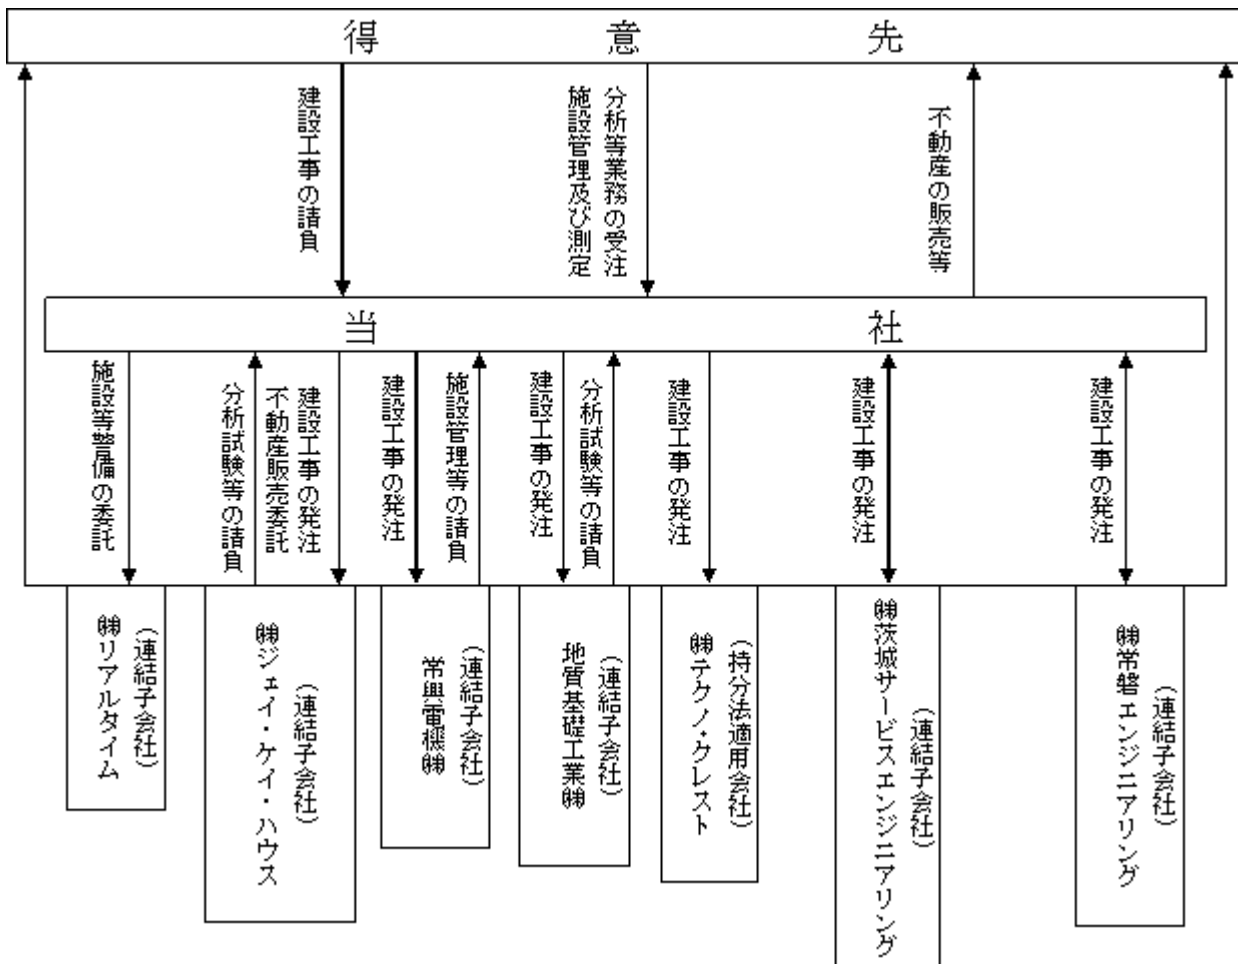 得意先
建設工事の請負
分析等業務の受注
施設管理及び測定
不動産の販売等
当社
施設等警備の委託
分析試験等の請負
建設工事の発注
不動産販売委託
建設工事の発注
施設管理等の請負
建設工事の発注
分析試験等の請負
建設工事の発注
建設工事の発注
建設工事の発注
(連結子会社)
㈱リアルタイム
(連結子会社)
㈱ジェイ・ケイ・ハウス
(連結子会社)
常興電機㈱
(連結子会社)
地質基礎工業㈱
(持分法適用会社)
㈱テクノ・クレスト
(連結子会社)
㈱茨城サービスエンジニアリング
(連結子会社)
㈱常磐エンジニアリング